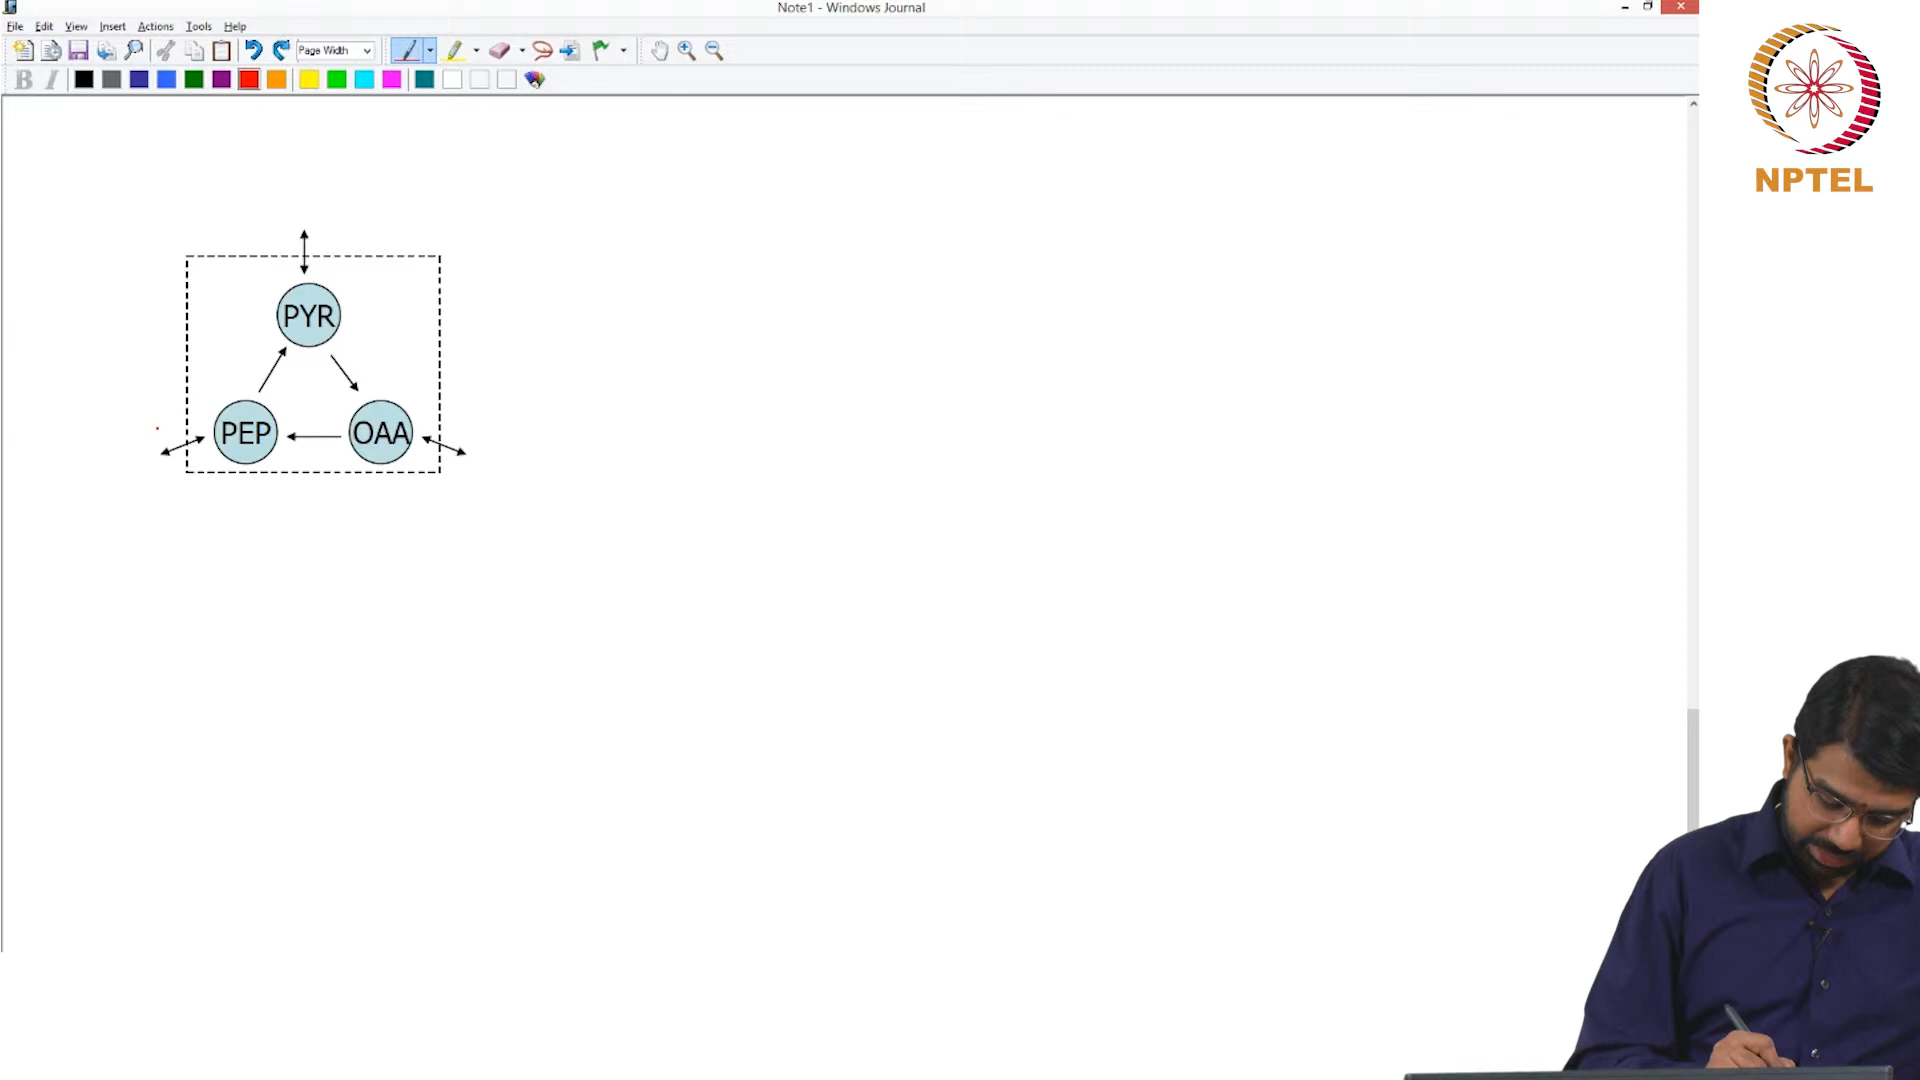 Note1 - Windows Journal
File Edit View Insert Actions Tools Help
Page Width
B I
NPTEL
PYR
PEP OAA